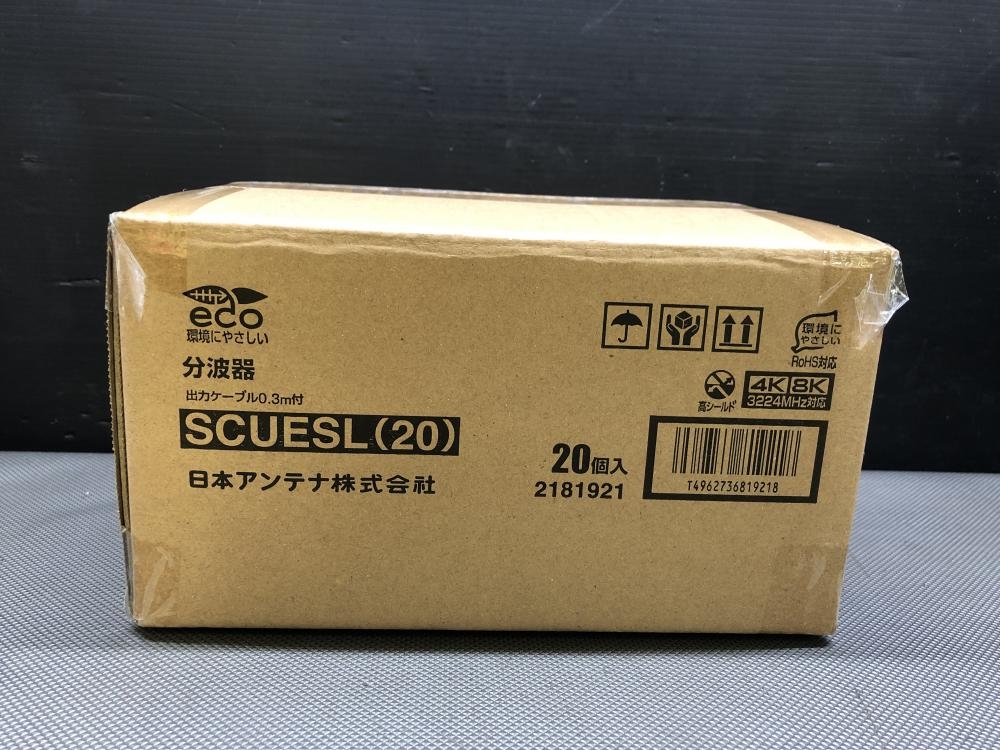 eco
環境にやさしい
分波器
出力ケーブル0.3m付
SCUESL(20)
日本アンテナ株式会社
20個入
2181921
環境に
やさしい
RoHS対応
高シールド
4K 8K
3224MHz対応
T4962736819218